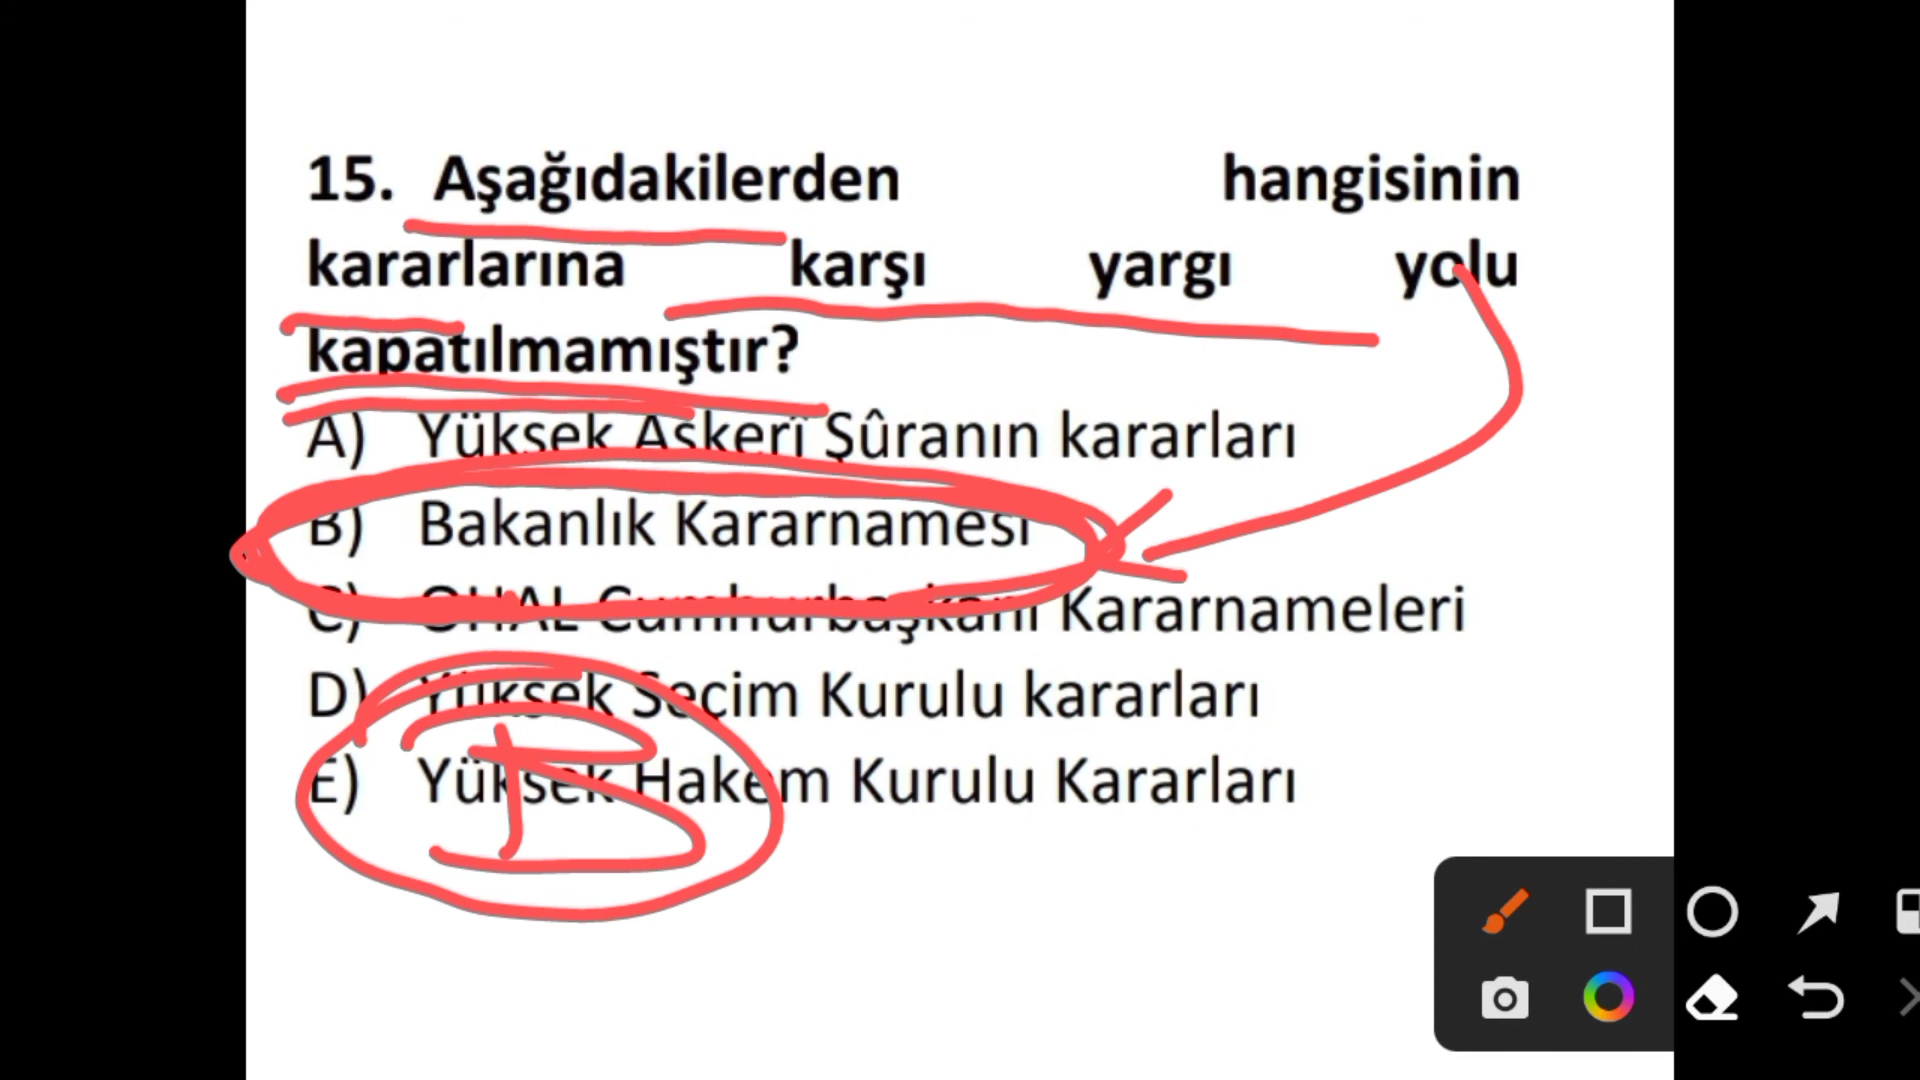 15. Aşağıdakilerden hangisinin
kararlarına karşı yargı yolu
kapatılmamıştır?
A) Yüksek Askerî Şûranın kararları
B) Bakanlık Kararnamesi
C) OHAL Cumhurbaşkanı Kararnameleri
D) Yüksek Seçim Kurulu kararları
E) Yüksek Hakem Kurulu Kararları
B